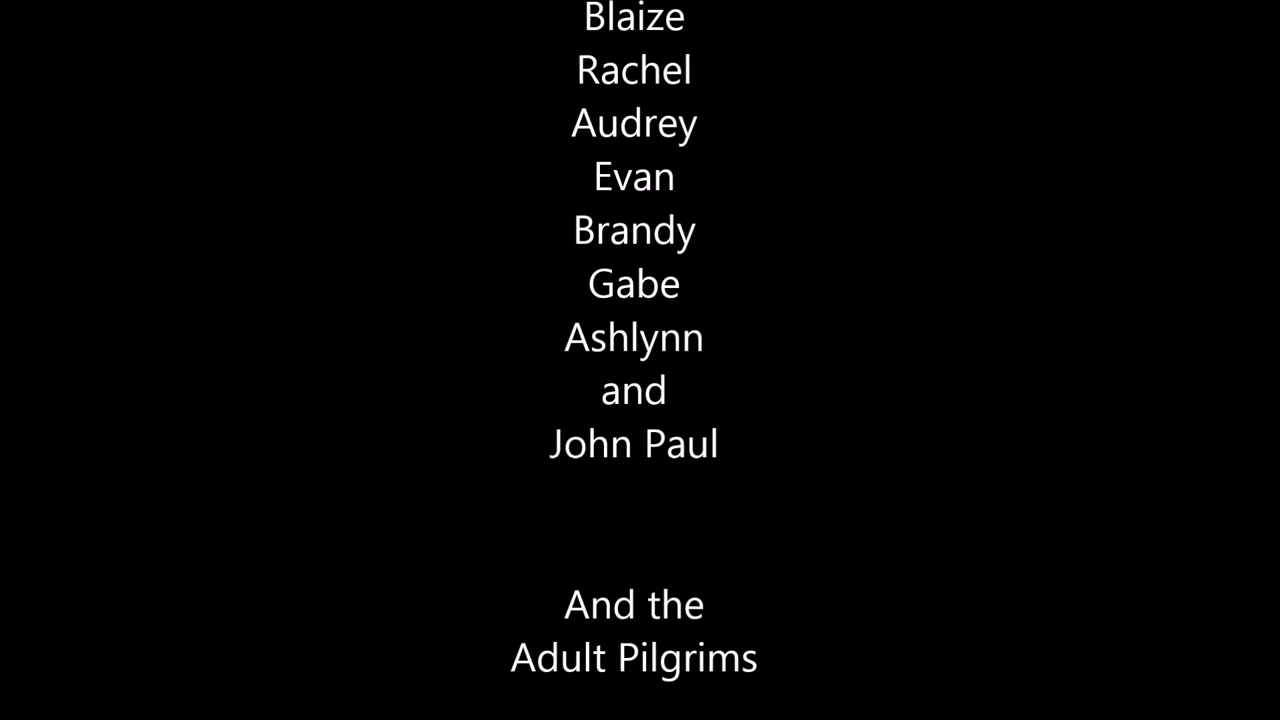 Blaize
Rachel
Audrey
Evan
Brandy
Gabe
Ashlynn
and
John Paul
And the
Adult Pilgrims